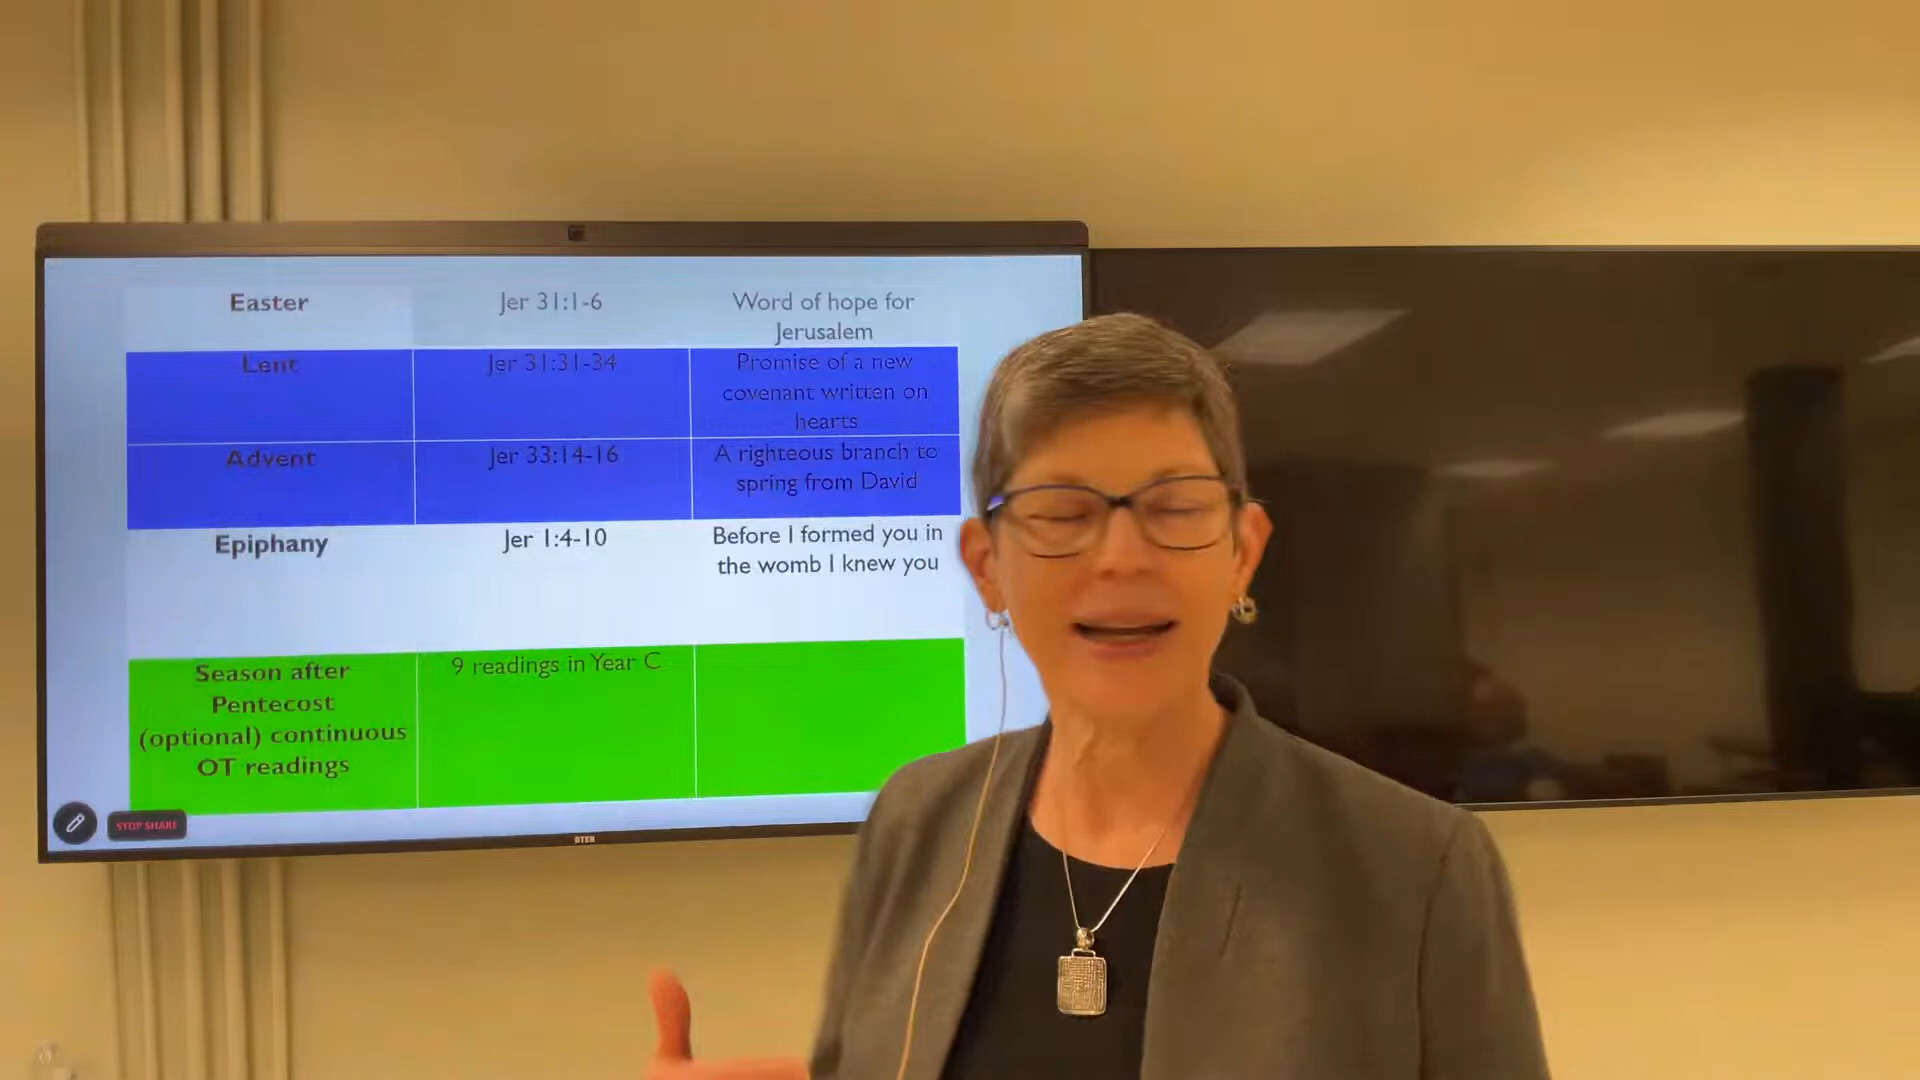 Easter
Jer 31:1-6
Word of hope for
Jerusalem
Lent
Jer 31:31-34
Promise of a new
covenant written on
hearts
Advent
Jer 33:14-16
A righteous branch to
spring from David
Epiphany
Jer 1:4-10
Before I formed you in
the womb I knew you
Season after
Pentecost
(optional) continuous
OT readings
9 readings in Year C
STOP SHARE
DTEN